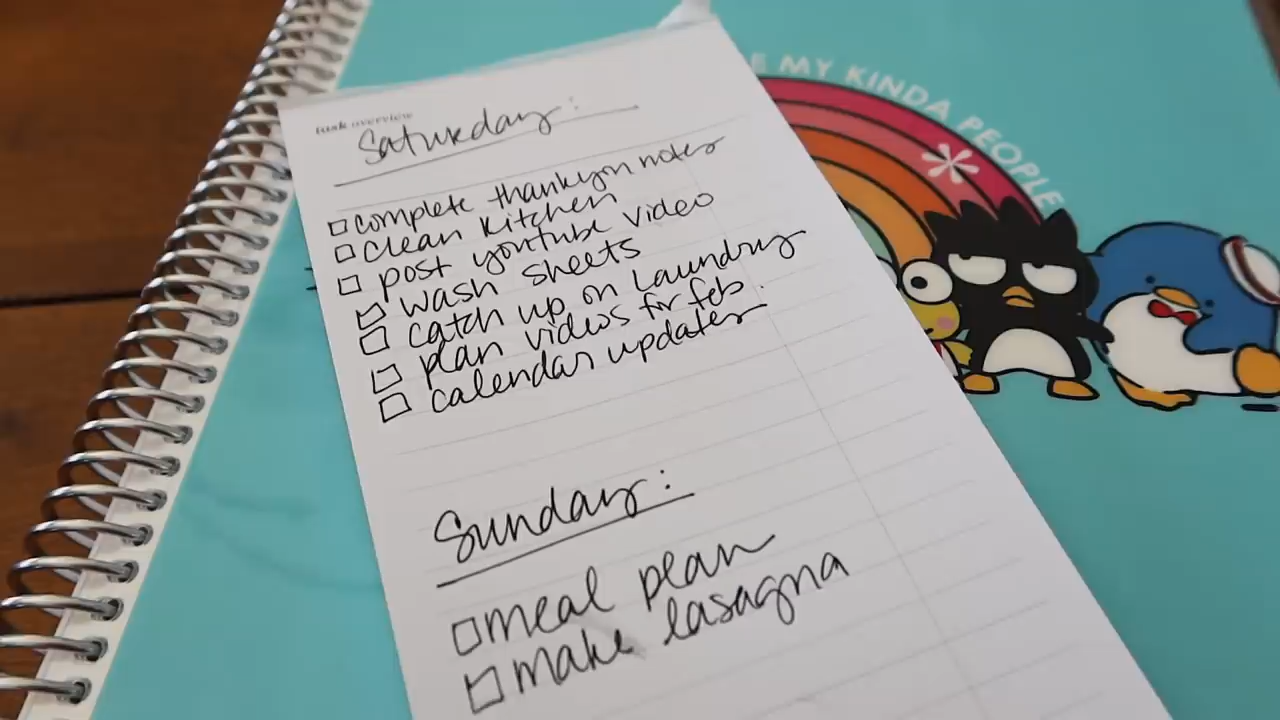 E MY KINDA PEOPLE
task overview
Saturday:
complete thankyou notes
clean kitchen
post youtube video
wash sheets
catch up on laundry
plan videos for feb.
calendar updates
Sunday:
meal plan
make lasagna